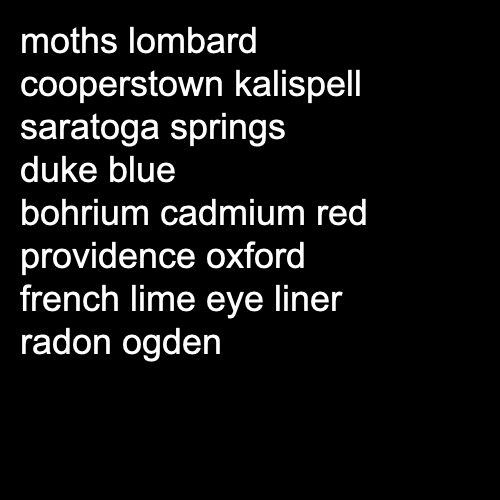 moths lombard
cooperstown kalispell
saratoga springs
duke blue
bohrium cadmium red
providence oxford
french lime eye liner
radon ogden